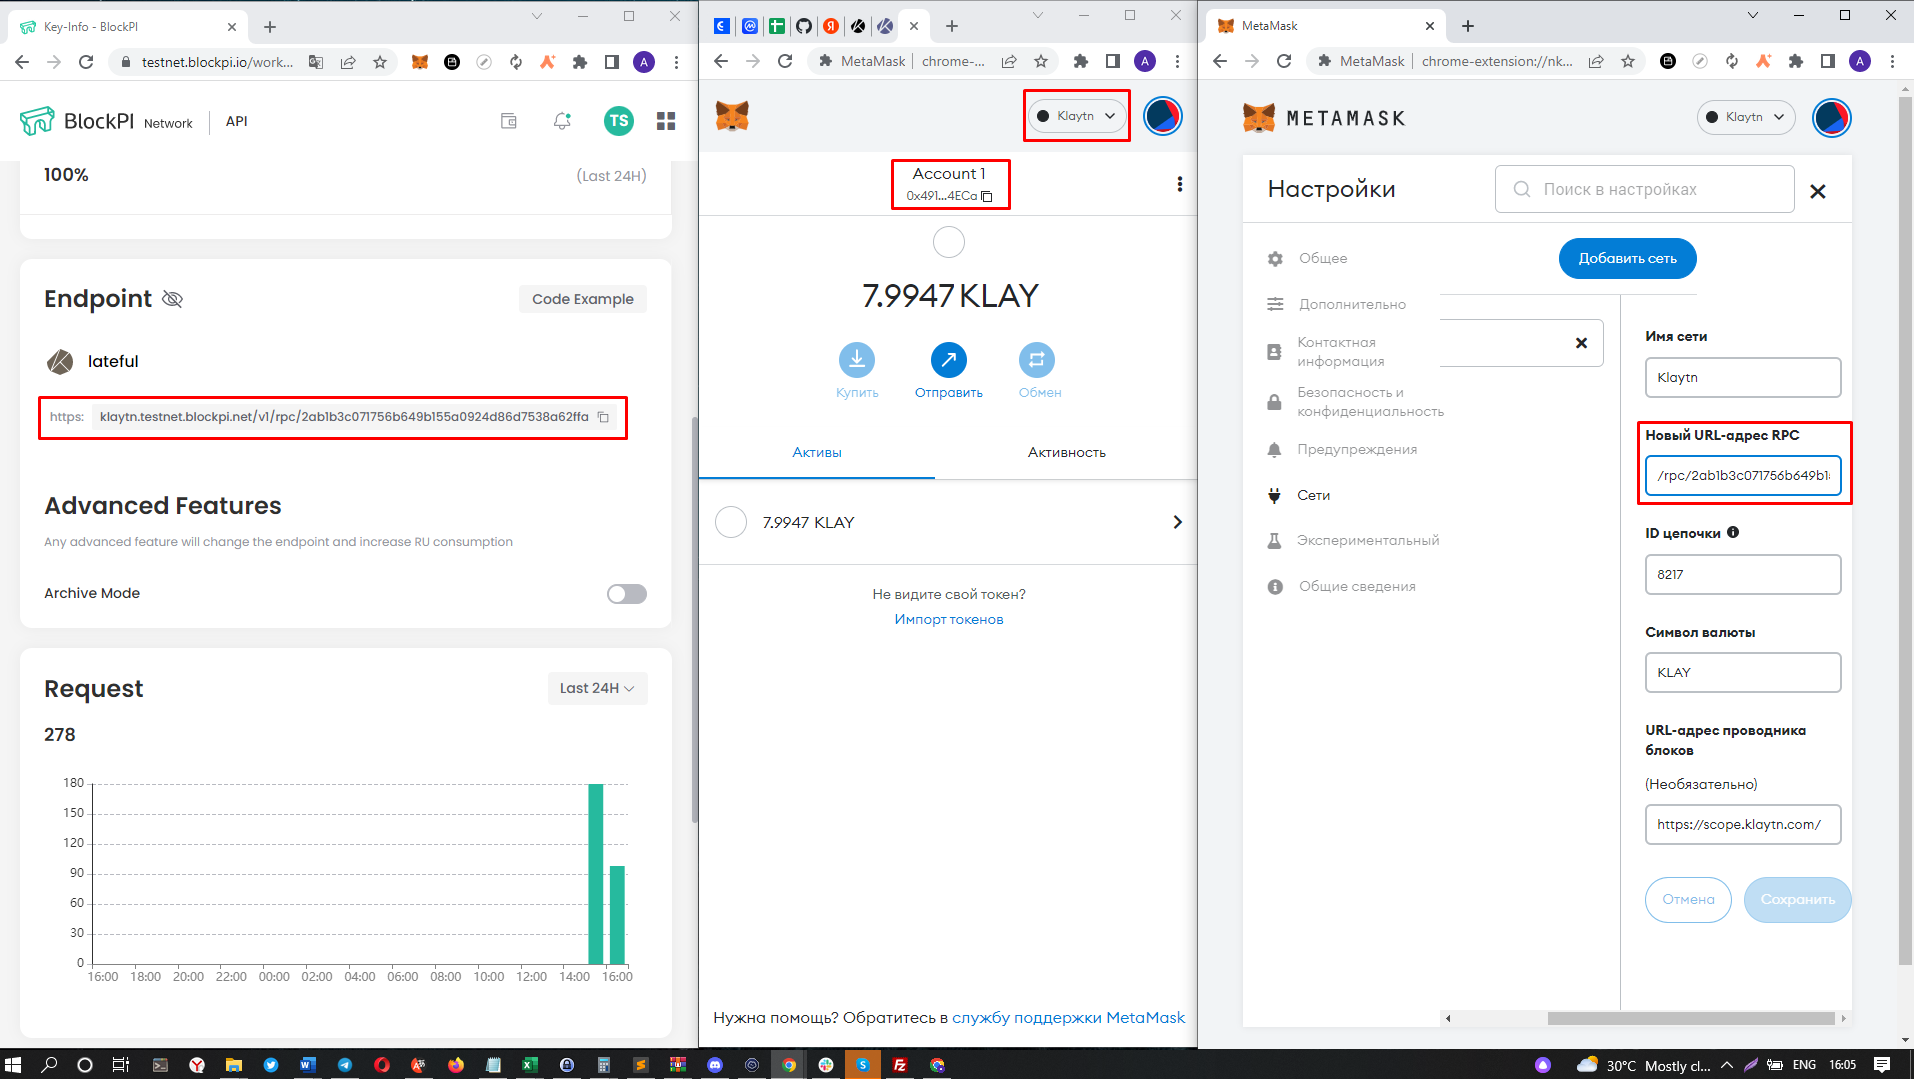 Key-Info - BlockPI
testnet.blockpi.io/work...
A
BlockPI Network
API
TS
100%
(Last 24H)
Endpoint
Code Example
lateful
https:
klaytn.testnet.blockpi.net/v1/rpc/2ab1b3c071756b649b155a0924d86d7538a62ffa
Advanced Features
Any advanced feature will change the endpoint and increase RU consumption
Archive Mode
Request
Last 24H
278
180
150
120
90
60
30
0
16:00
18:00
20:00
22:00
00:00
02:00
04:00
06:00
08:00
10:00
12:00
14:00
16:00
MetaMask
chrome-...
A
Klaytn
Account 1
0x491...4ECa
7.9947 KLAY
Купить
Отправить
Обмен
Активы
Активность
7.9947 KLAY
Не видите свой токен?
Импорт токенов
Нужна помощь? Обратитесь в службу поддержки MetaMask
MetaMask
MetaMask
chrome-extension://nk...
A
METAMASK
Klaytn
Настройки
Поиск в настройках
Общее
Дополнительно
Контактная
информация
Безопасность и
конфиденциальность
Предупреждения
Сети
Экспериментальный
Общие сведения
Добавить сеть
Имя сети
Klaytn
Новый URL-адрес RPC
/rpc/2ab1b3c071756b649b1
ID цепочки
8217
Символ валюты
KLAY
URL-адрес проводника
блоков
(Необязательно)
https://scope.klaytn.com/
Отмена
Сохранить
30°C Mostly cl...
ENG
16:05